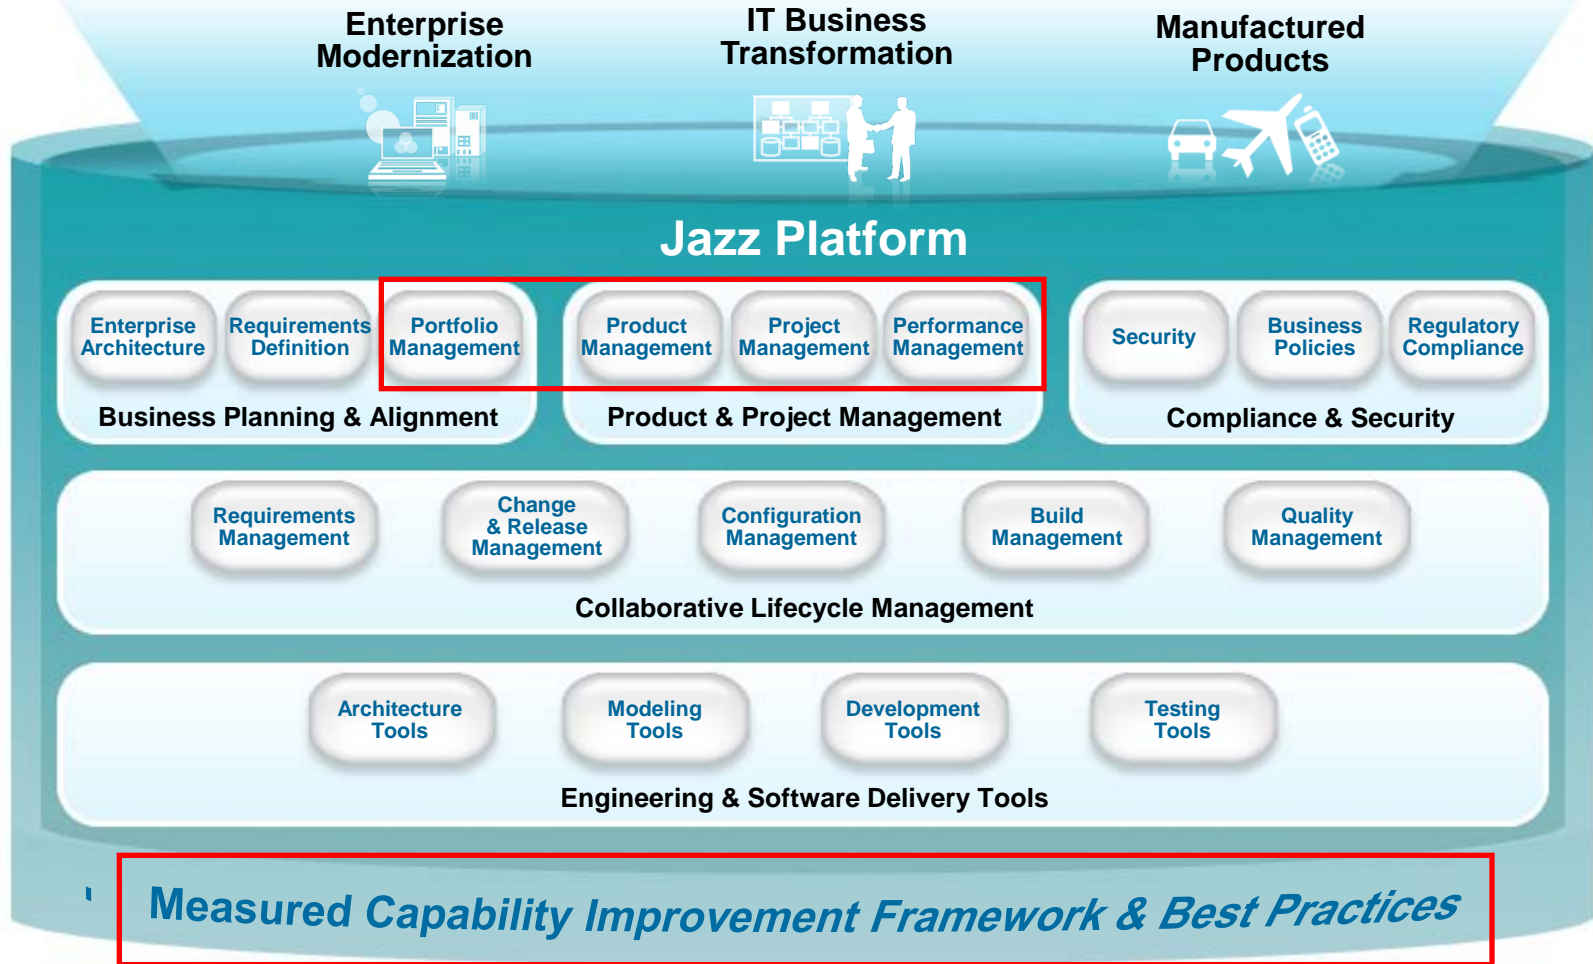 Enterprise
Modernization
IT Business
Transformation
Manufactured
Products
Jazz Platform
Enterprise
Architecture
Requirements
Definition
Portfolio
Management
Business Planning & Alignment
Product
Management
Project
Management
Performance
Management
Product & Project Management
Security
Business
Policies
Regulatory
Compliance
Compliance & Security
Requirements
Management
Change
& Release
Management
Configuration
Management
Build
Management
Quality
Management
Collaborative Lifecycle Management
Architecture
Tools
Modeling
Tools
Development
Tools
Testing
Tools
Engineering & Software Delivery Tools
Measured Capability Improvement Framework & Best Practices